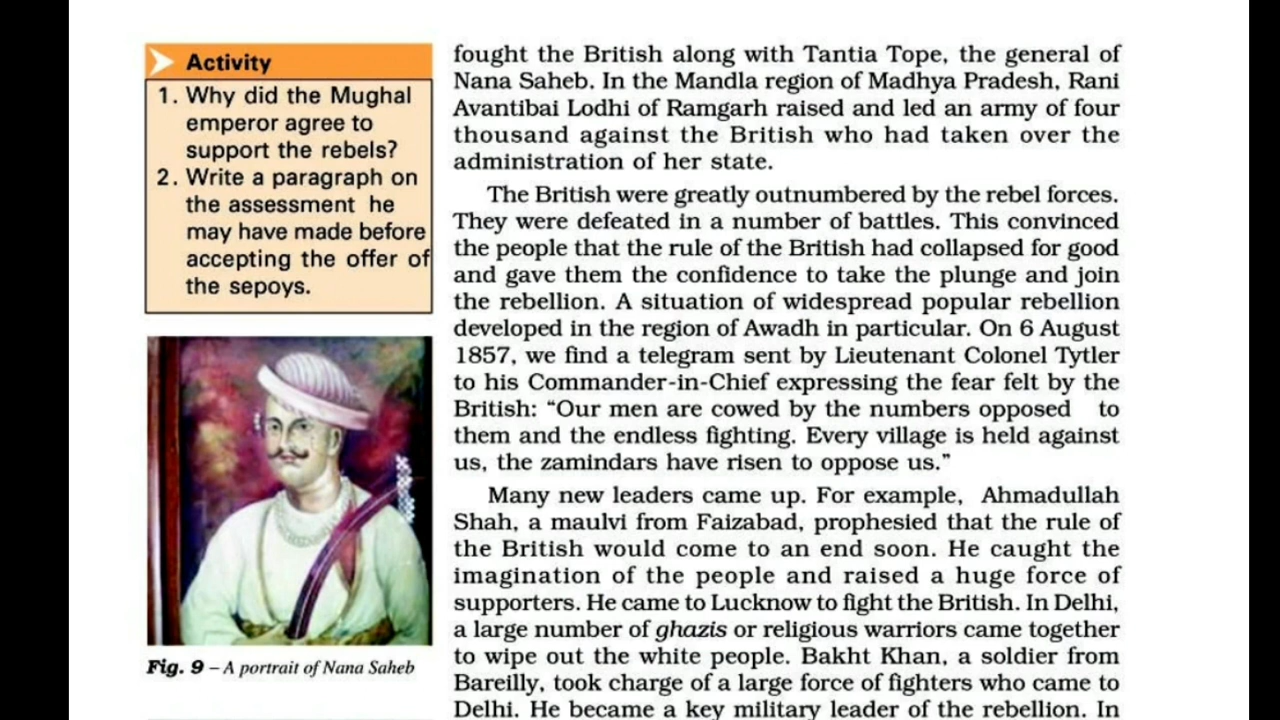 Activity
1. Why did the Mughal
emperor agree to
support the rebels?
2. Write a paragraph on
the assessment he
may have made before
accepting the offer of
the sepoys.
Fig. 9 – A portrait of Nana Saheb
fought the British along with Tantia Tope, the general of
Nana Saheb. In the Mandla region of Madhya Pradesh, Rani
Avantibai Lodhi of Ramgarh raised and led an army of four
thousand against the British who had taken over the
administration of her state.
The British were greatly outnumbered by the rebel forces.
They were defeated in a number of battles. This convinced
the people that the rule of the British had collapsed for good
and gave them the confidence to take the plunge and join
the rebellion. A situation of widespread popular rebellion
developed in the region of Awadh in particular. On 6 August
1857, we find a telegram sent by Lieutenant Colonel Tytler
to his Commander-in-Chief expressing the fear felt by the
British: “Our men are cowed by the numbers opposed to
them and the endless fighting. Every village is held against
us, the zamindars have risen to oppose us.”
Many new leaders came up. For example, Ahmadullah
Shah, a maulvi from Faizabad, prophesied that the rule of
the British would come to an end soon. He caught the
imagination of the people and raised a huge force of
supporters. He came to Lucknow to fight the British. In Delhi,
a large number of ghazis or religious warriors came together
to wipe out the white people. Bakht Khan, a soldier from
Bareilly, took charge of a large force of fighters who came to
Delhi. He became a key military leader of the rebellion. In